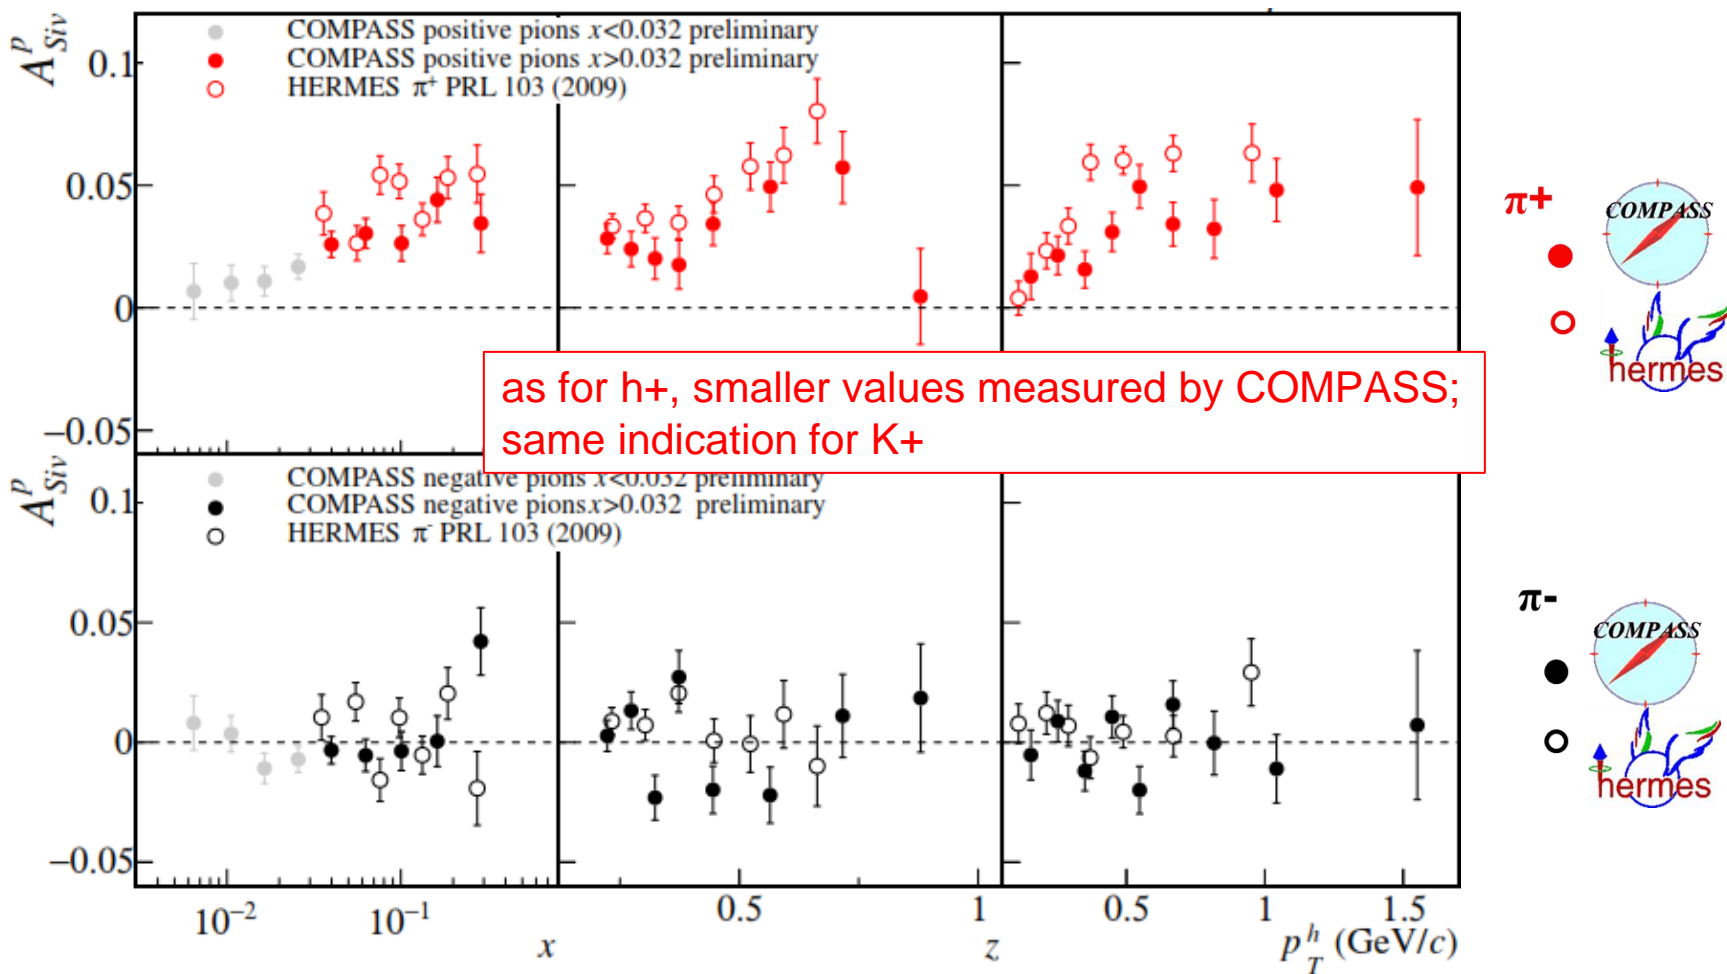 COMPASS positive pions x<0.032 preliminary
COMPASS positive pions x>0.032 preliminary
HERMES π⁺ PRL 103 (2009)
A^p_Siv
0.1
0.05
0
−0.05
π+
COMPASS
hermes
as for h+, smaller values measured by COMPASS;
same indication for K+
COMPASS negative pions x<0.032 preliminary
COMPASS negative pions x>0.032 preliminary
HERMES π⁻ PRL 103 (2009)
A^p_Siv
0.1
0.05
0
−0.05
π-
COMPASS
hermes
10⁻² 10⁻¹ 0.5 1 0.5 1 1.5
x z p^h_T (GeV/c)